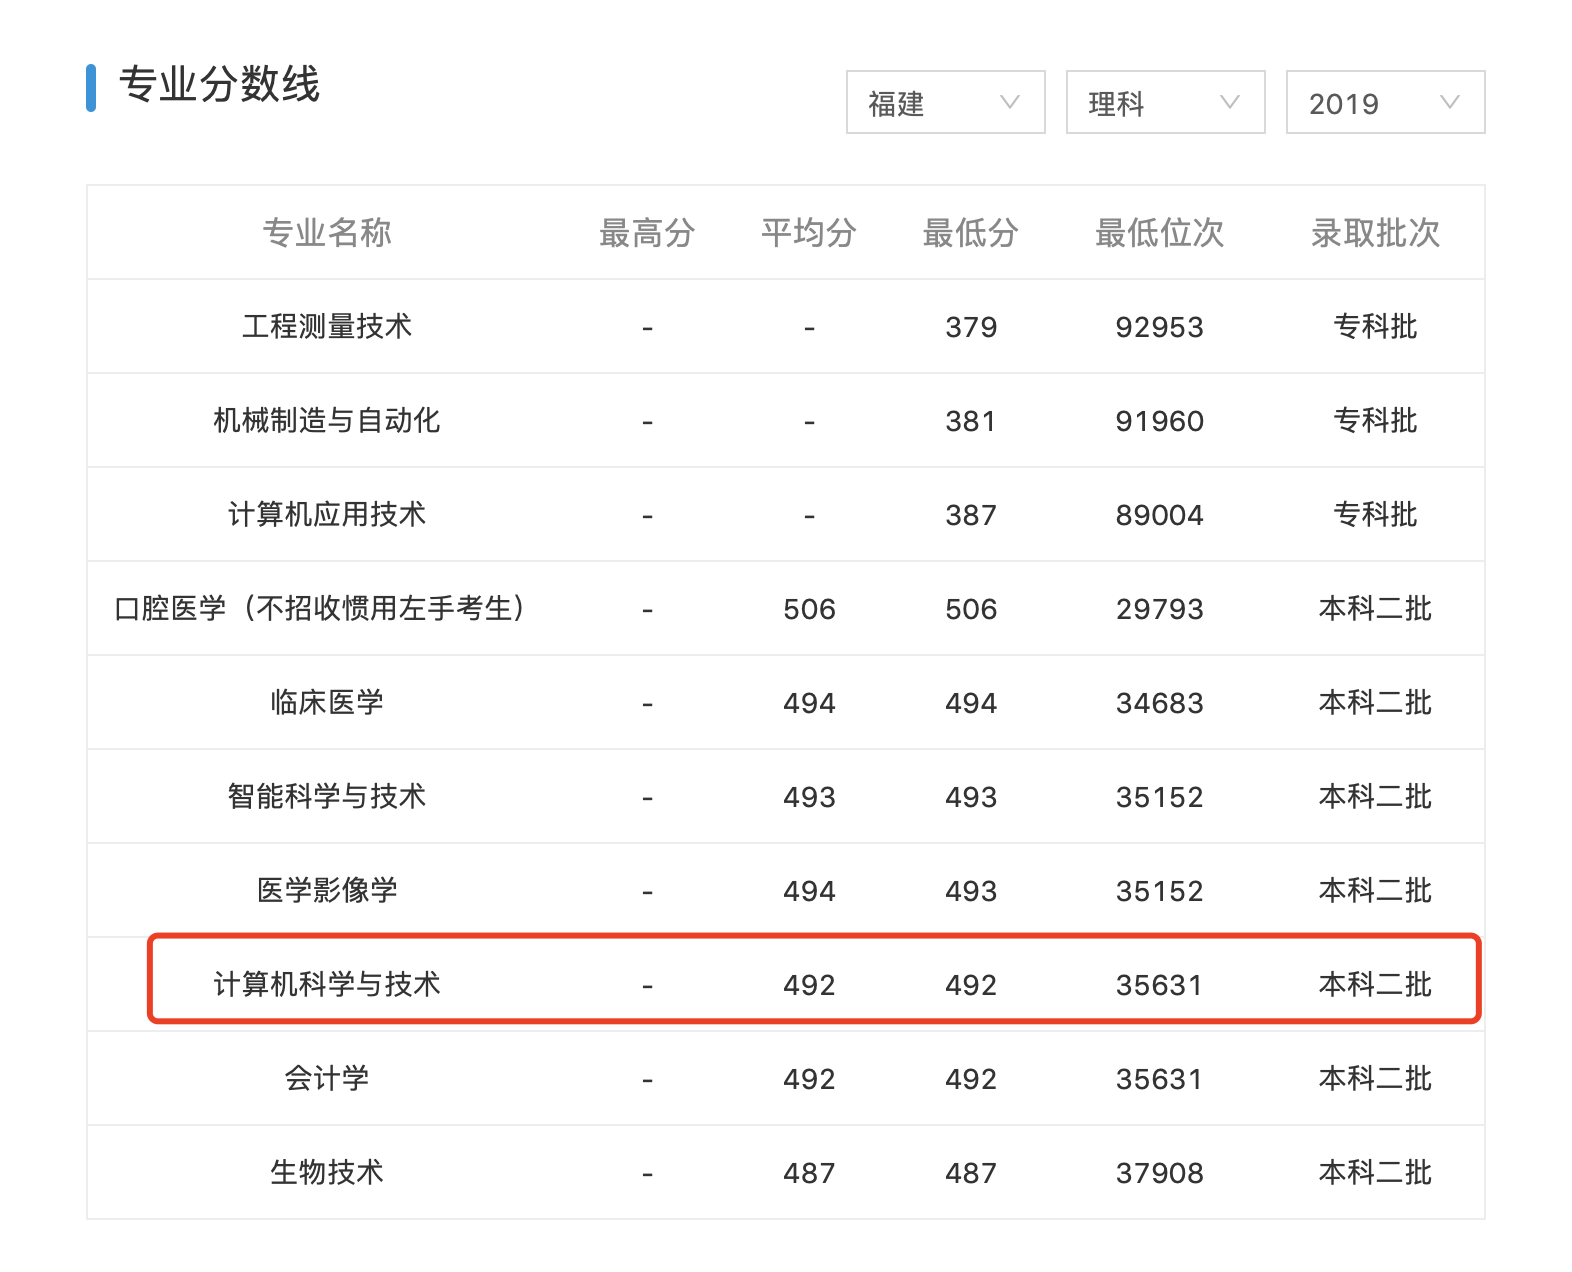 专业分数线
福建 理科 2019
专业名称 最高分 平均分 最低分 最低位次 录取批次
工程测量技术 - - 379 92953 专科批
机械制造与自动化 - - 381 91960 专科批
计算机应用技术 - - 387 89004 专科批
口腔医学（不招收惯用左手考生） - 506 506 29793 本科二批
临床医学 - 494 494 34683 本科二批
智能科学与技术 - 493 493 35152 本科二批
医学影像学 - 494 493 35152 本科二批
计算机科学与技术 - 492 492 35631 本科二批
会计学 - 492 492 35631 本科二批
生物技术 - 487 487 37908 本科二批